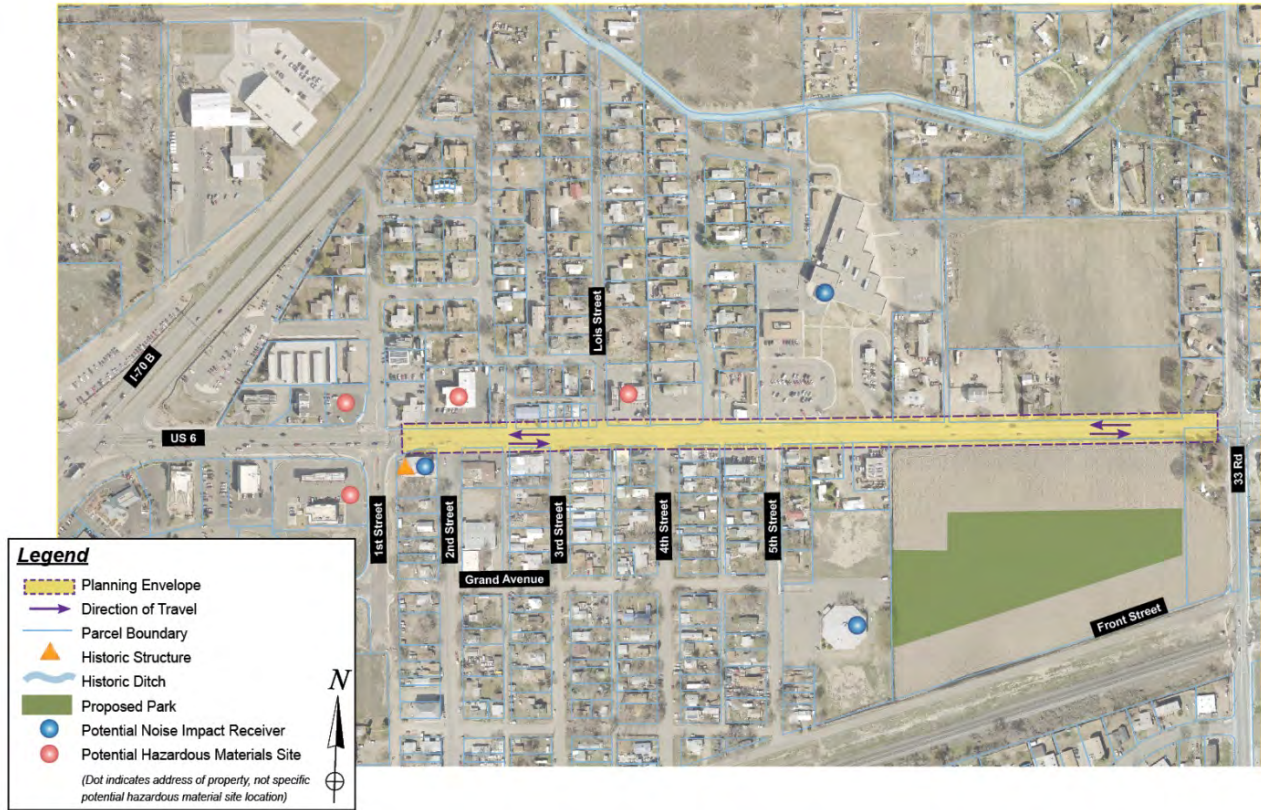 Lois Street
I-70 B
US 6
33 Rd
1st Street
2nd Street
3rd Street
4th Street
5th Street
Grand Avenue
Front Street
Legend
Planning Envelope
Direction of Travel
Parcel Boundary
Historic Structure
Historic Ditch
Proposed Park
Potential Noise Impact Receiver
Potential Hazardous Materials Site
(Dot indicates address of property, not specific
potential hazardous material site location)
N